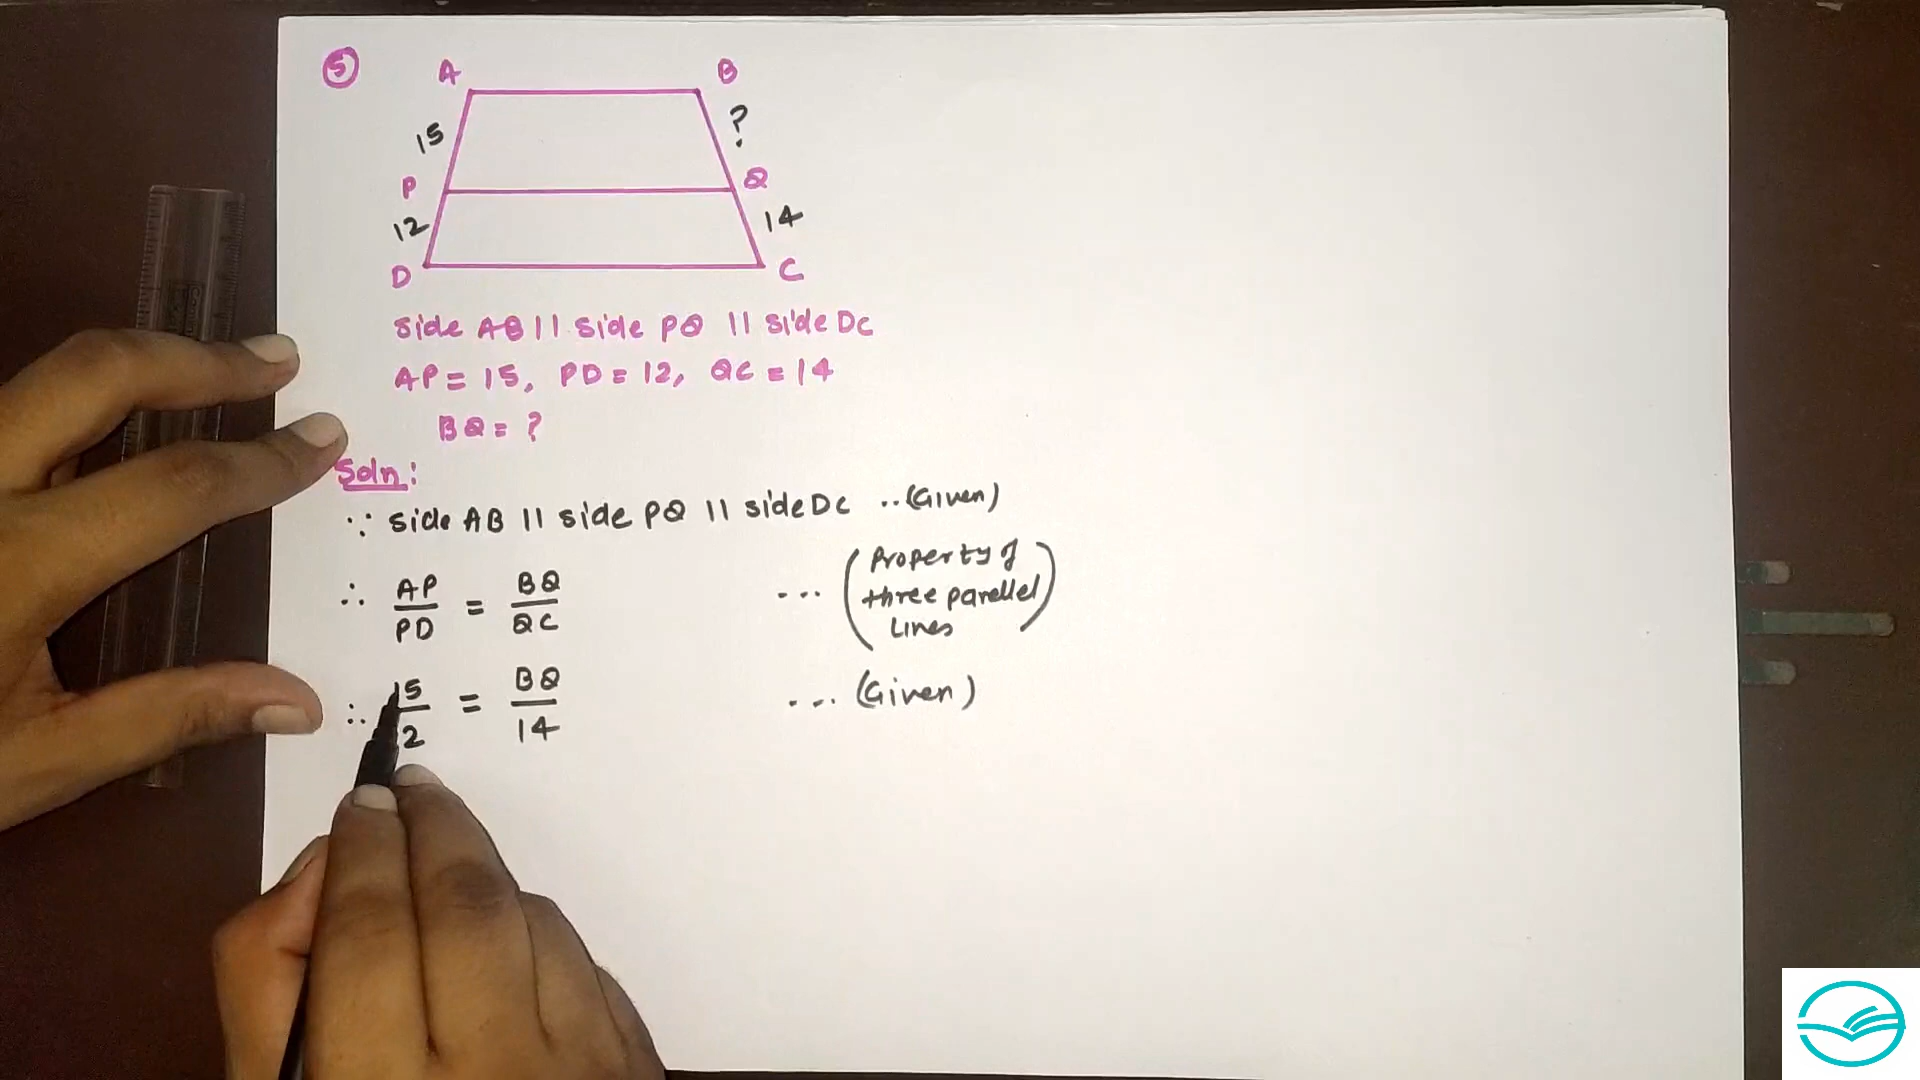 5
A B
15 ?
P Q
12 14
D C
side AB || side PQ || side DC
AP = 15, PD = 12, QC = 14
BQ = ?
Soln:
∵ side AB || side PQ || side DC ..(Given)
∴ AP/PD = BQ/QC ... (Property of three parellel Lines)
∴ 15/2 = BQ/14 ... (Given)